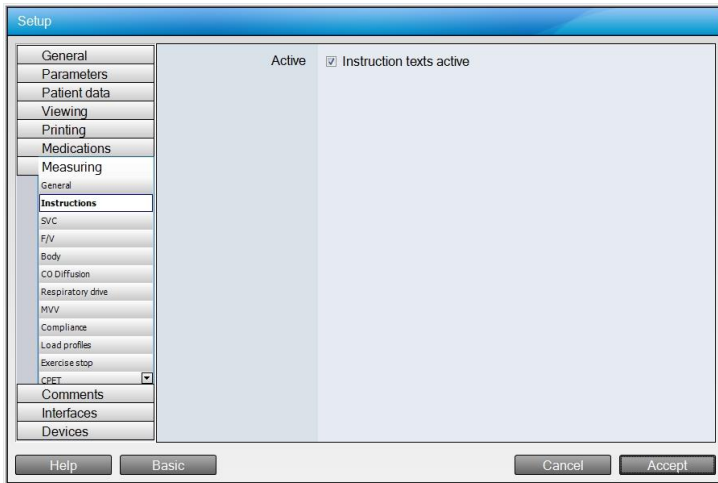 Setup
General
Parameters
Patient data
Viewing
Printing
Medications
Measuring
General
Instructions
SVC
F/V
Body
CO Diffusion
Respiratory drive
MVV
Compliance
Load profiles
Exercise stop
CPET
Comments
Interfaces
Devices
Active
Instruction texts active
Help
Basic
Cancel
Accept